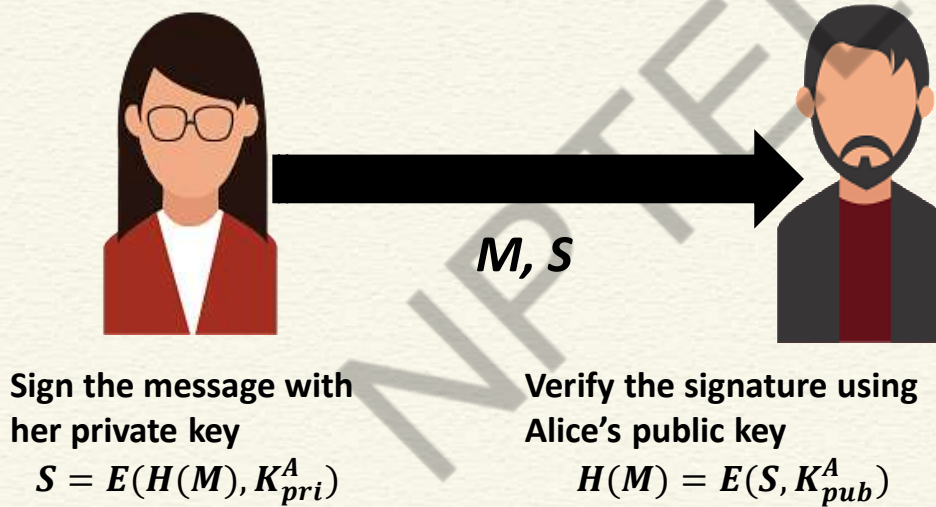 NPTEL
M, S
Sign the message with
her private key
S = E(H(M), K^A_pri)
Verify the signature using
Alice's public key
H(M) = E(S, K^A_pub)